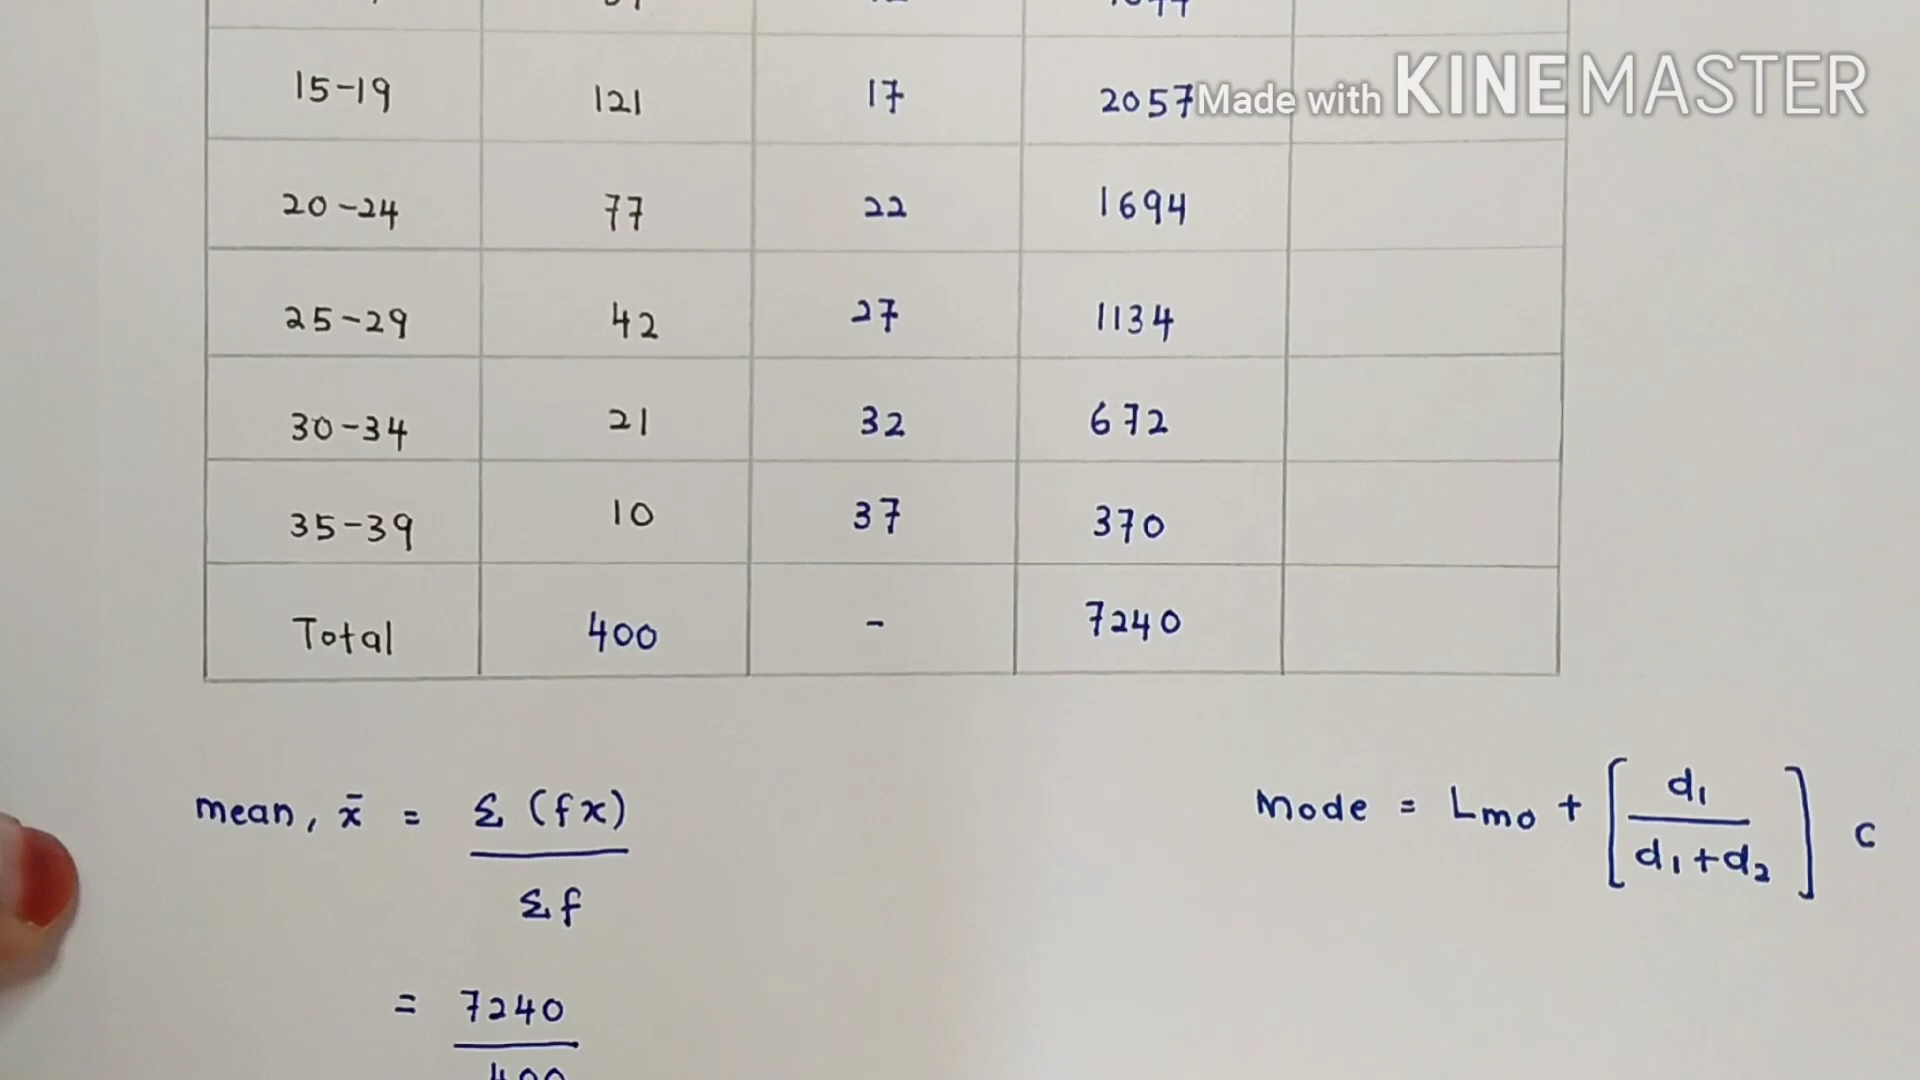 15-19 121 17 2057
Made with KINEMASTER
20-24 77 22 1694
25-29 42 27 1134
30-34 21 32 672
35-39 10 37 370
Total 400 - 7240
mean, x̄ = Σ (fx)
Σf
= 7240
400
Mode = Lmo + [ d₁
d₁+d₂ ] c